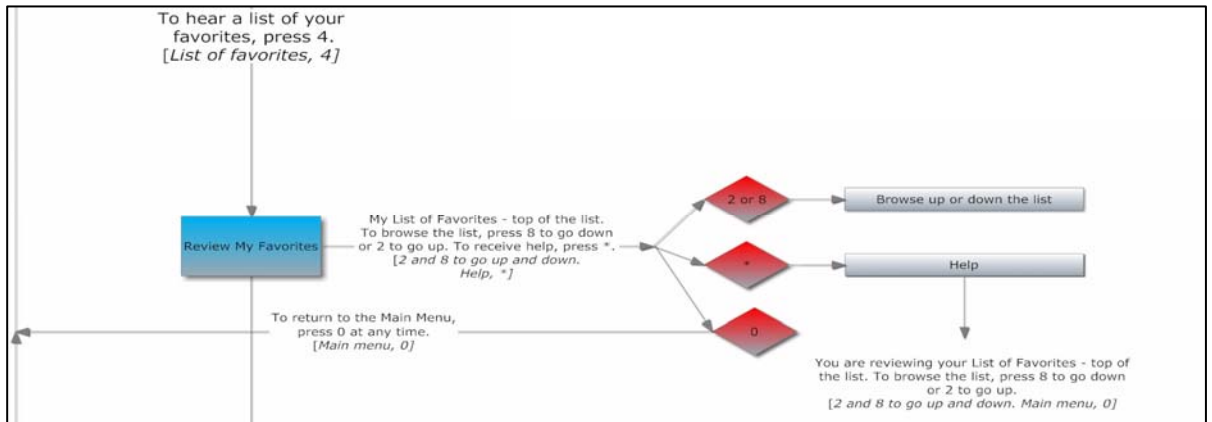 To hear a list of your
favorites, press 4.
[List of favorites, 4]
Review My Favorites
My List of Favorites - top of the list.
To browse the list, press 8 to go down
or 2 to go up. To receive help, press *.
[2 and 8 to go up and down.
Help, *]
2 or 8
Browse up or down the list
*
Help
To return to the Main Menu,
press 0 at any time.
[Main menu, 0]
0
You are reviewing your List of Favorites - top of
the list. To browse the list, press 8 to go down
or 2 to go up.
[2 and 8 to go up and down. Main menu, 0]